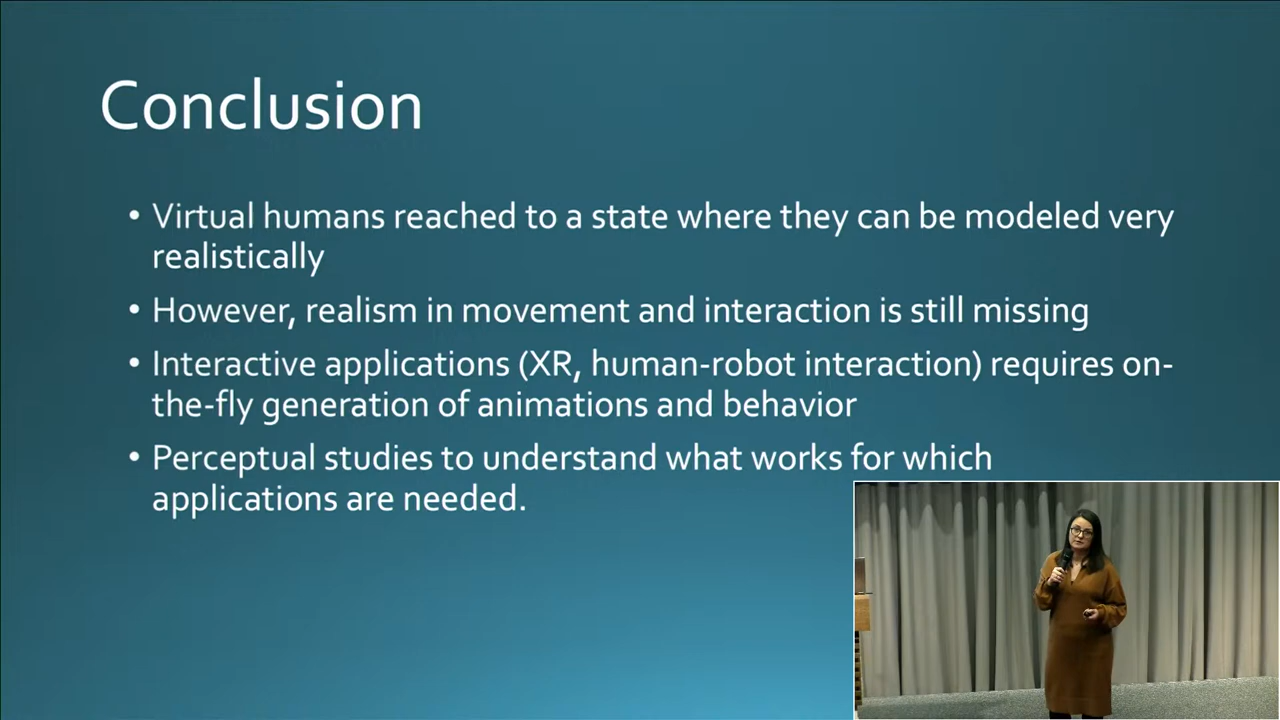 Conclusion
• Virtual humans reached to a state where they can be modeled very
realistically
• However, realism in movement and interaction is still missing
• Interactive applications (XR, human-robot interaction) requires on-
the-fly generation of animations and behavior
• Perceptual studies to understand what works for which
applications are needed.